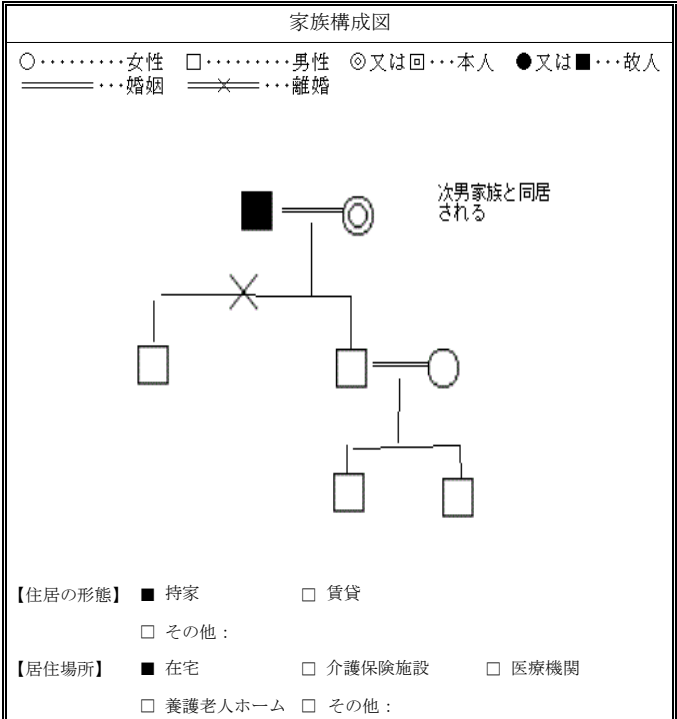 家族構成図
○·········女性 □·········男性 ◎又は回···本人 ●又は■···故人
═══···婚姻 ═×═···離婚
次男家族と同居
される
【住居の形態】 ■ 持家 □ 賃貸
□ その他：
【居住場所】 ■ 在宅 □ 介護保険施設 □ 医療機関
□ 養護老人ホーム □ その他：